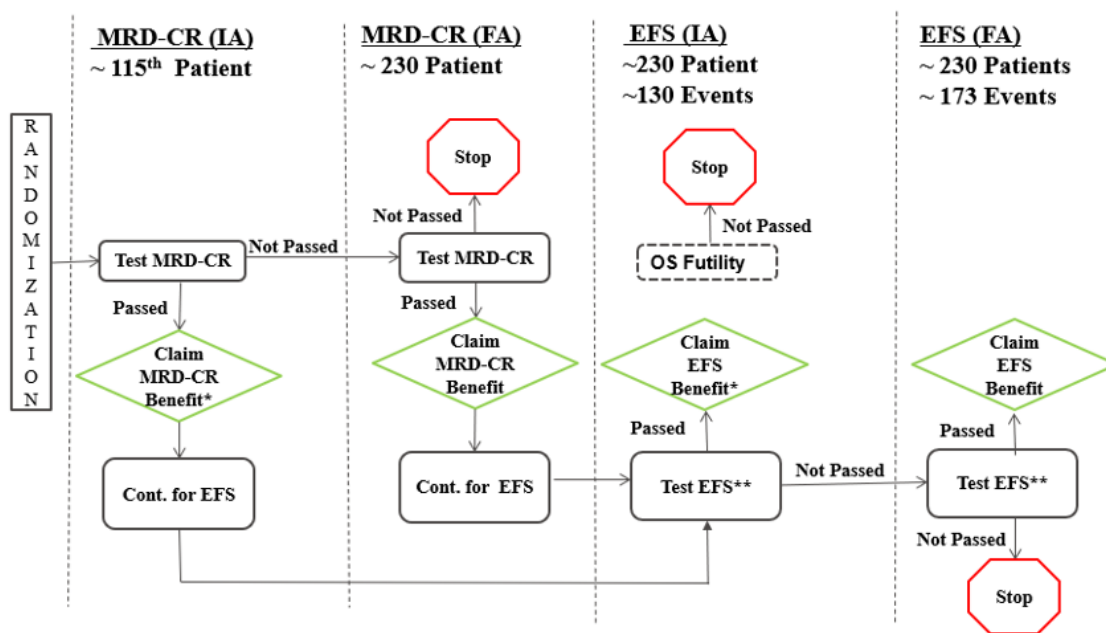 RANDOMIZATION
MRD-CR (IA)
~ 115th Patient
MRD-CR (FA)
~ 230 Patient
EFS (IA)
~230 Patient
~130 Events
EFS (FA)
~ 230 Patients
~ 173 Events
Stop
Stop
Not Passed
Not Passed
Test MRD-CR
Not Passed
Test MRD-CR
OS Futility
Passed
Passed
Claim
MRD-CR
Benefit*
Claim
MRD-CR
Benefit
Claim
EFS
Benefit*
Claim
EFS
Benefit
Passed
Passed
Cont. for EFS
Cont. for EFS
Test EFS**
Not Passed
Test EFS**
Not Passed
Stop